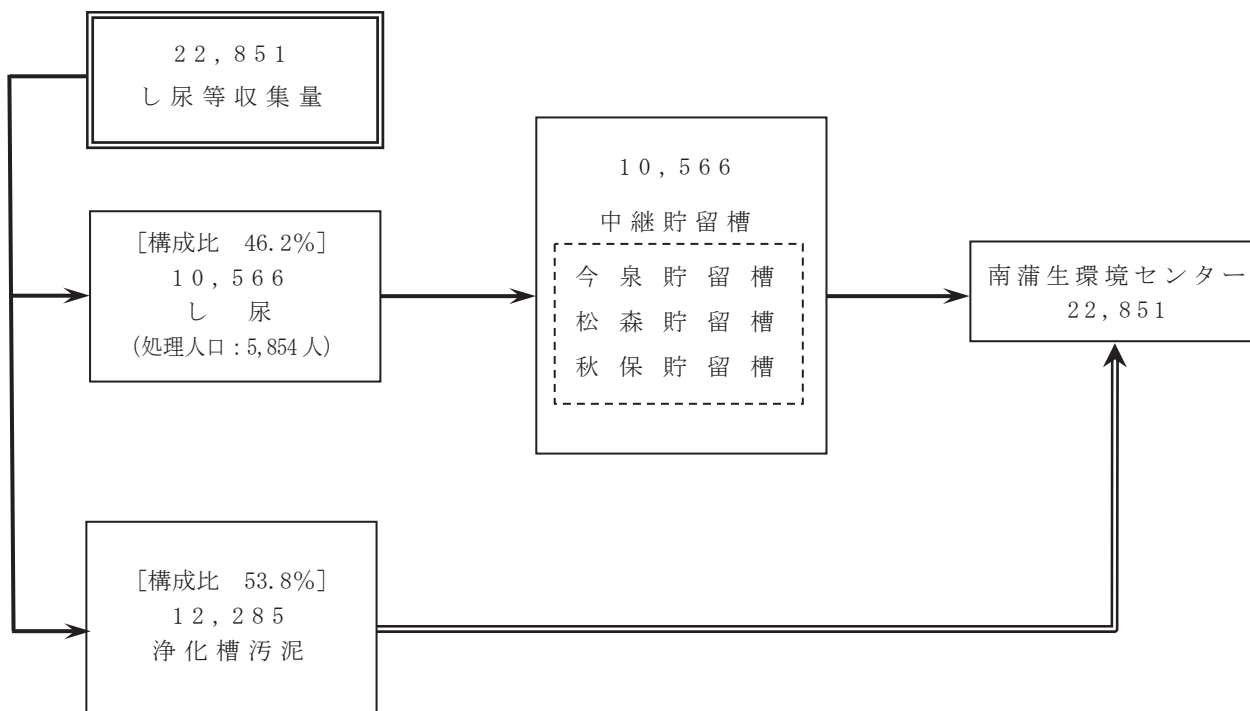 22,851
し尿等収集量
[構成比 46.2%]
10,566
し 尿
(処理人口:5,854人)
[構成比 53.8%]
12,285
浄化槽汚泥
10,566
中継貯留槽
今泉貯留槽
松森貯留槽
秋保貯留槽
南蒲生環境センター
22,851